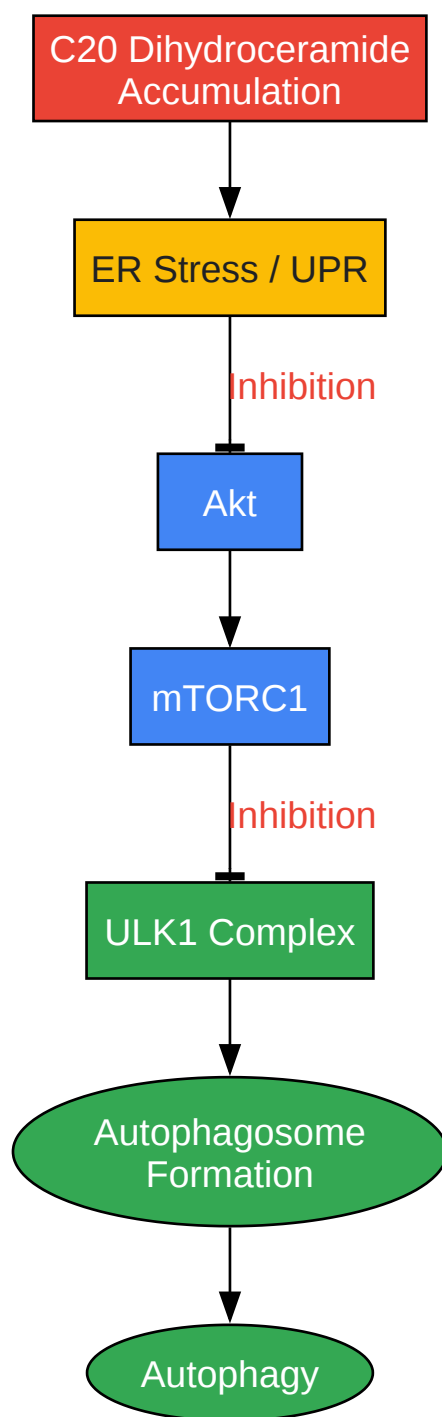 C20 Dihydroceramide
Accumulation
ER Stress / UPR
Inhibition
Akt
mTORC1
Inhibition
ULK1 Complex
Autophagosome
Formation
Autophagy